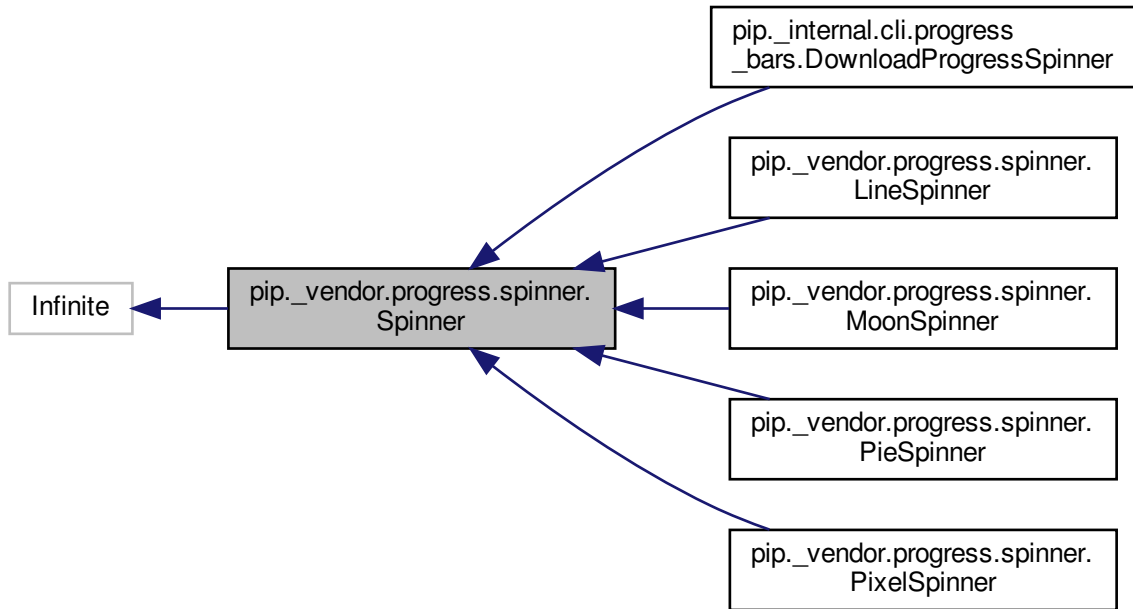 pip._internal.cli.progress
_bars.DownloadProgressSpinner
pip._vendor.progress.spinner.
LineSpinner
Infinite
pip._vendor.progress.spinner.
Spinner
pip._vendor.progress.spinner.
MoonSpinner
pip._vendor.progress.spinner.
PieSpinner
pip._vendor.progress.spinner.
PixelSpinner